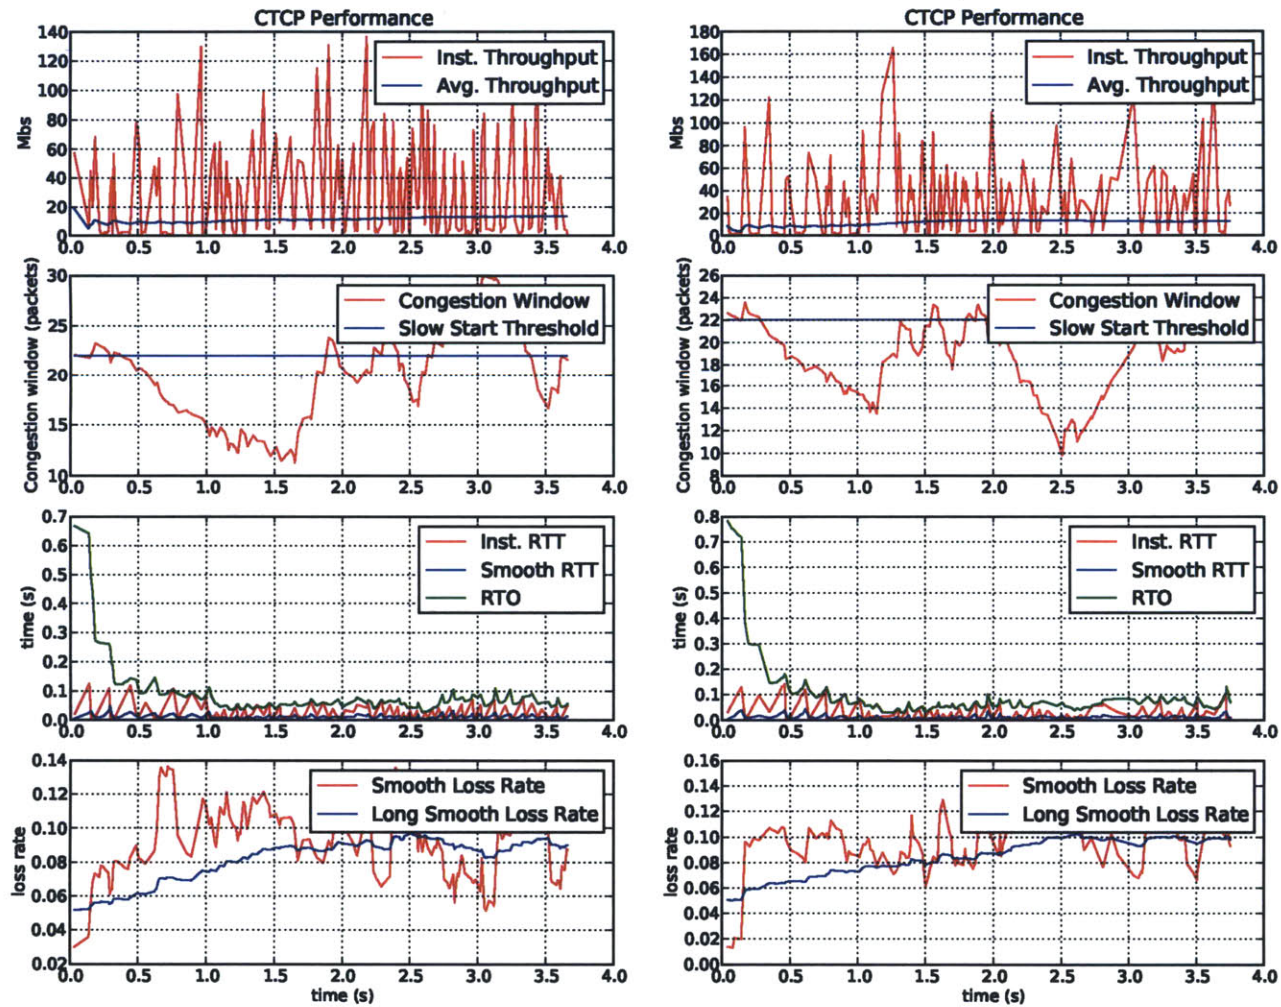 CTCP Performance
140
120
100
80
60
40
20
0
Mbs
Inst. Throughput
Avg. Throughput
0.0 0.5 1.0 1.5 2.0 2.5 3.0 3.5 4.0
30
25
20
15
10
Congestion window (packets)
Congestion Window
Slow Start Threshold
0.0 0.5 1.0 1.5 2.0 2.5 3.0 3.5 4.0
0.7
0.6
0.5
0.4
0.3
0.2
0.1
0.0
time (s)
Inst. RTT
Smooth RTT
RTO
0.0 0.5 1.0 1.5 2.0 2.5 3.0 3.5 4.0
0.14
0.12
0.10
0.08
0.06
0.04
0.02
loss rate
Smooth Loss Rate
Long Smooth Loss Rate
0.0 0.5 1.0 1.5 2.0 2.5 3.0 3.5 4.0
time (s)
CTCP Performance
180
160
140
120
100
80
60
40
20
0
Mbs
Inst. Throughput
Avg. Throughput
0.0 0.5 1.0 1.5 2.0 2.5 3.0 3.5 4.0
26
24
22
20
18
16
14
12
10
8
Congestion window (packets)
Congestion Window
Slow Start Threshold
0.0 0.5 1.0 1.5 2.0 2.5 3.0 3.5 4.0
0.8
0.7
0.6
0.5
0.4
0.3
0.2
0.1
0.0
time (s)
Inst. RTT
Smooth RTT
RTO
0.0 0.5 1.0 1.5 2.0 2.5 3.0 3.5 4.0
0.16
0.14
0.12
0.10
0.08
0.06
0.04
0.02
0.00
loss rate
Smooth Loss Rate
Long Smooth Loss Rate
0.0 0.5 1.0 1.5 2.0 2.5 3.0 3.5 4.0
time (s)